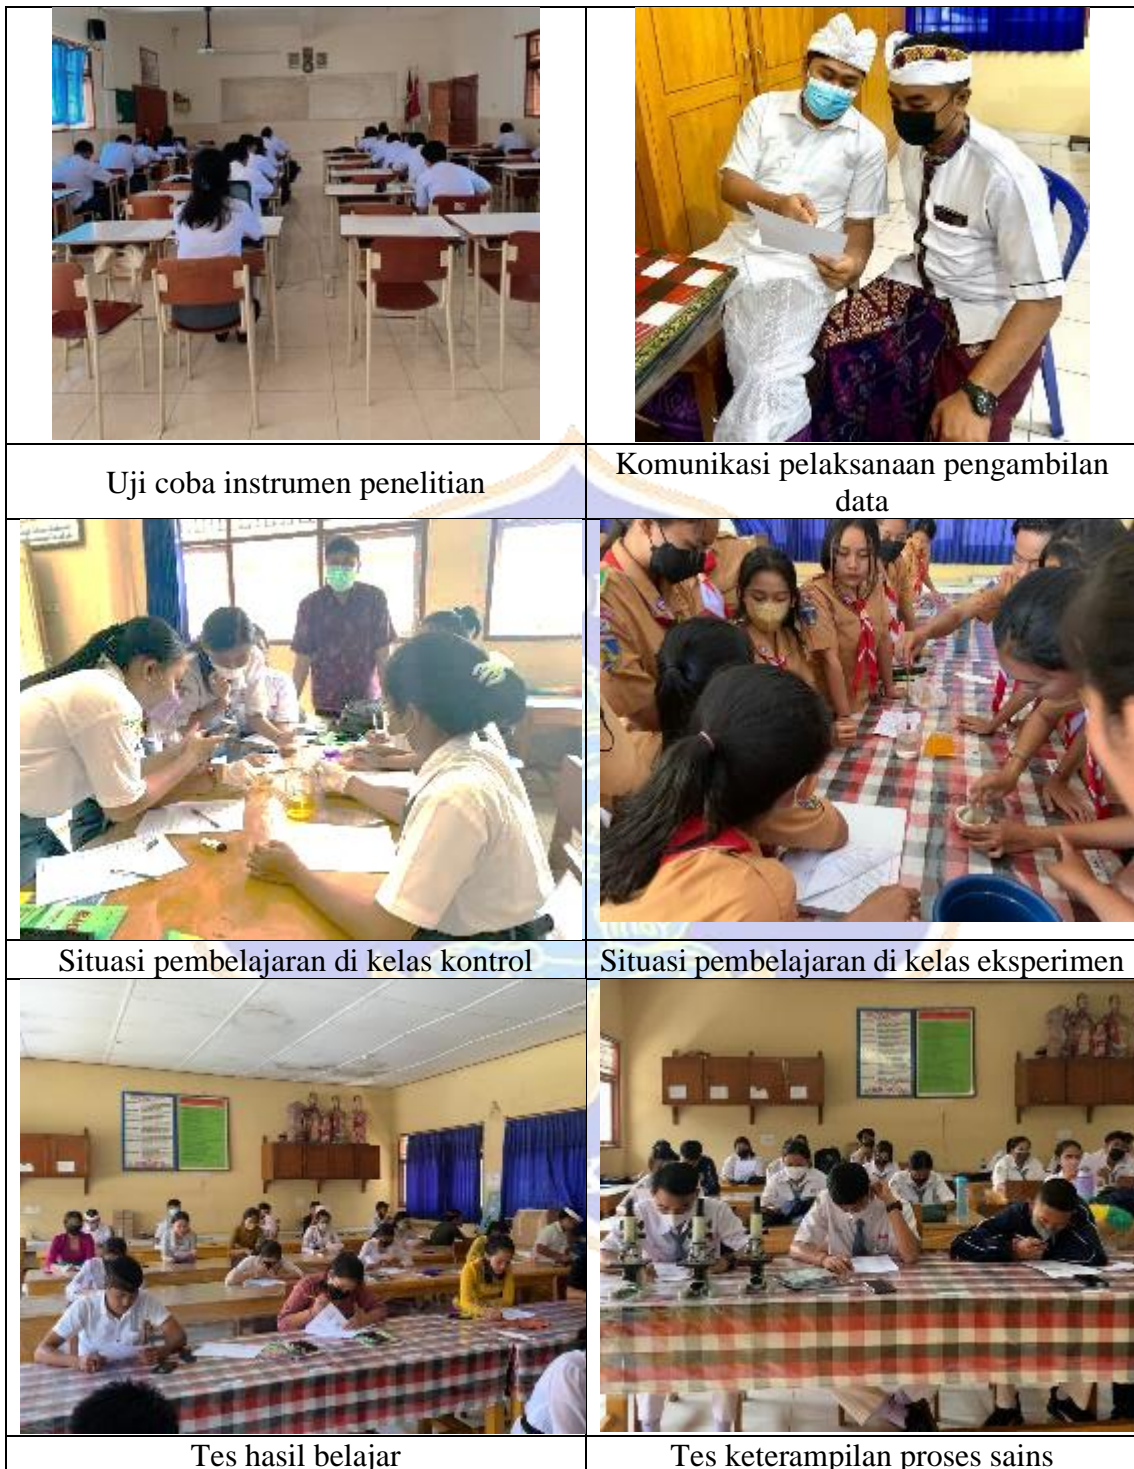 Uji coba instrumen penelitian
Komunikasi pelaksanaan pengambilan
data
Situasi pembelajaran di kelas kontrol
Situasi pembelajaran di kelas eksperimen
Tes hasil belajar
Tes keterampilan proses sains